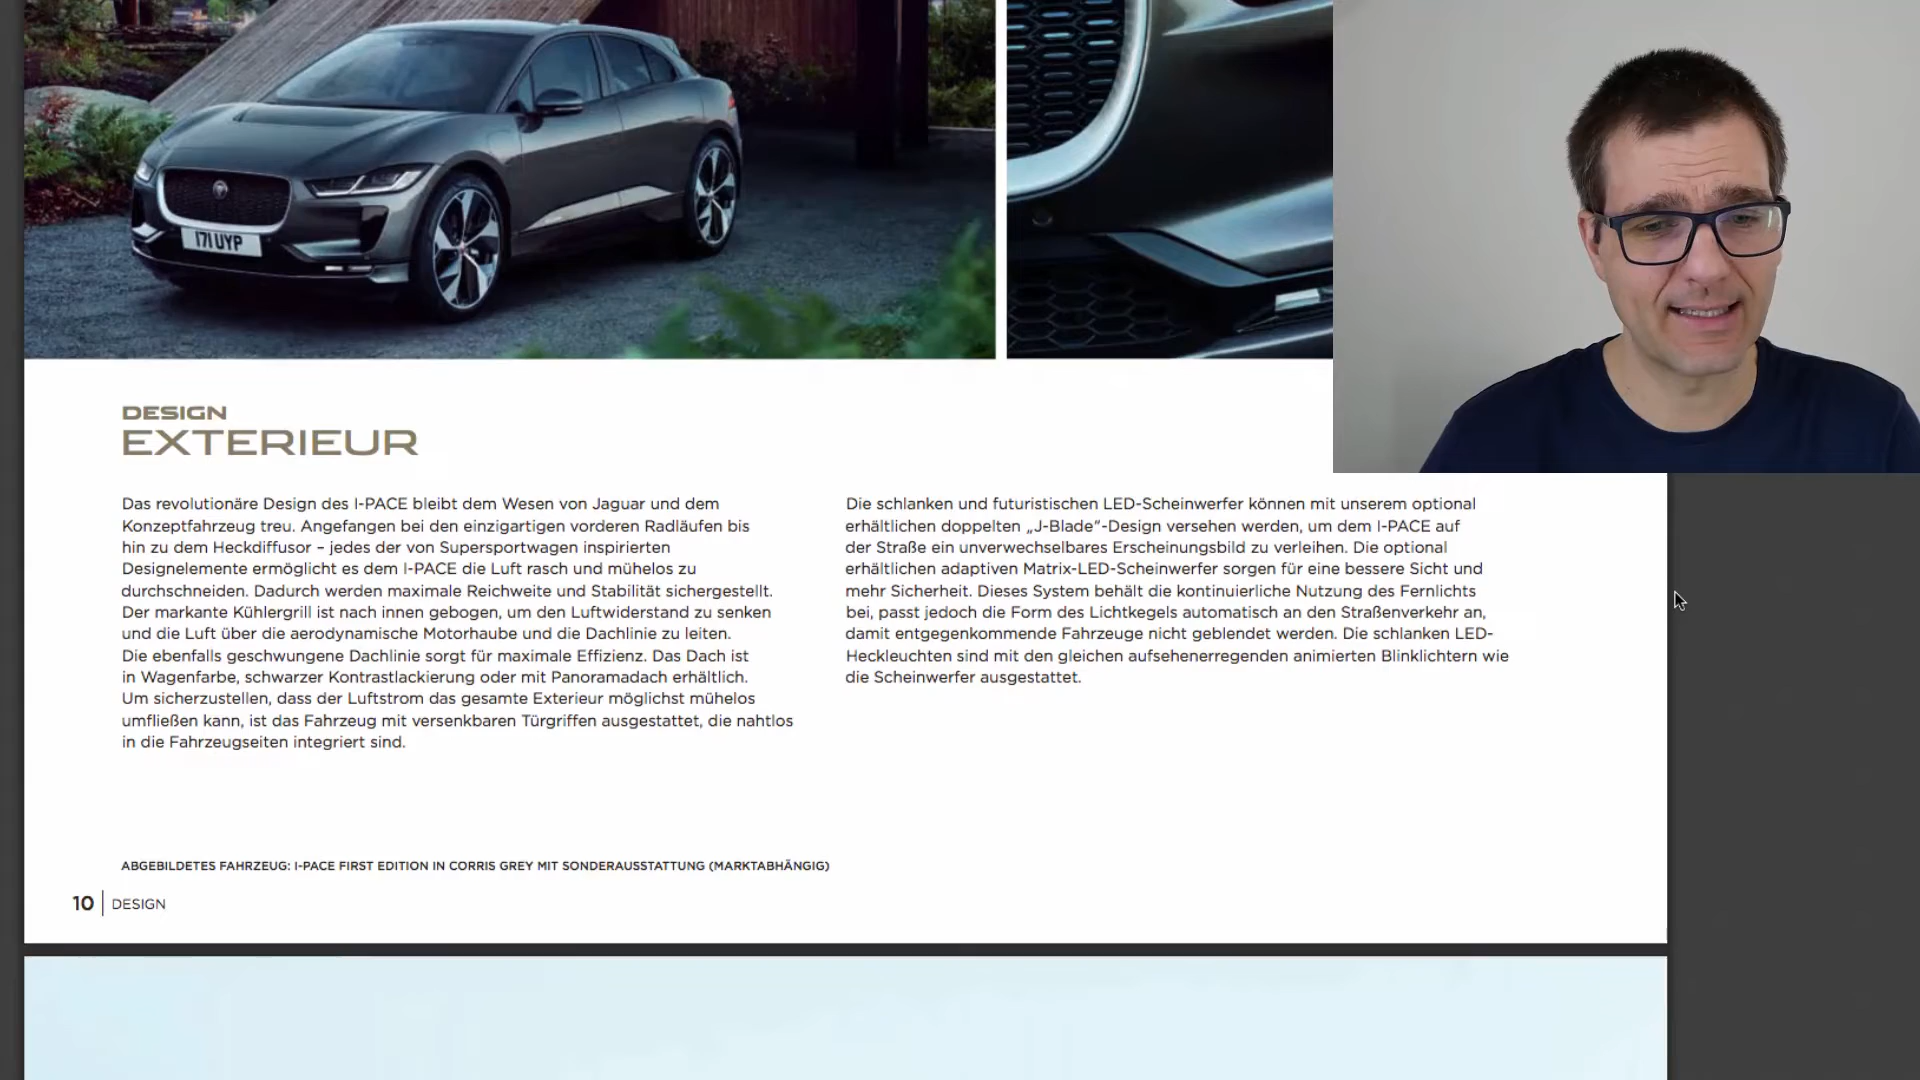 171 UYP
DESIGN
EXTERIEUR
Das revolutionäre Design des I-PACE bleibt dem Wesen von Jaguar und dem
Konzeptfahrzeug treu. Angefangen bei den einzigartigen vorderen Radläufen bis
hin zu dem Heckdiffusor – jedes der von Supersportwagen inspirierten
Designelemente ermöglicht es dem I-PACE die Luft rasch und mühelos zu
durchschneiden. Dadurch werden maximale Reichweite und Stabilität sichergestellt.
Der markante Kühlergrill ist nach innen gebogen, um den Luftwiderstand zu senken
und die Luft über die aerodynamische Motorhaube und die Dachlinie zu leiten.
Die ebenfalls geschwungene Dachlinie sorgt für maximale Effizienz. Das Dach ist
in Wagenfarbe, schwarzer Kontrastlackierung oder mit Panoramadach erhältlich.
Um sicherzustellen, dass der Luftstrom das gesamte Exterieur möglichst mühelos
umfließen kann, ist das Fahrzeug mit versenkbaren Türgriffen ausgestattet, die nahtlos
in die Fahrzeugseiten integriert sind.
Die schlanken und futuristischen LED-Scheinwerfer können mit unserem optional
erhältlichen doppelten „J-Blade“-Design versehen werden, um dem I-PACE auf
der Straße ein unverwechselbares Erscheinungsbild zu verleihen. Die optional
erhältlichen adaptiven Matrix-LED-Scheinwerfer sorgen für eine bessere Sicht und
mehr Sicherheit. Dieses System behält die kontinuierliche Nutzung des Fernlichts
bei, passt jedoch die Form des Lichtkegels automatisch an den Straßenverkehr an,
damit entgegenkommende Fahrzeuge nicht geblendet werden. Die schlanken LED-
Heckleuchten sind mit den gleichen aufsehenerregenden animierten Blinklichtern wie
die Scheinwerfer ausgestattet.
ABGEBILDETES FAHRZEUG: I-PACE FIRST EDITION IN CORRIS GREY MIT SONDERAUSSTATTUNG (MARKTABHÄNGIG)
10 | DESIGN